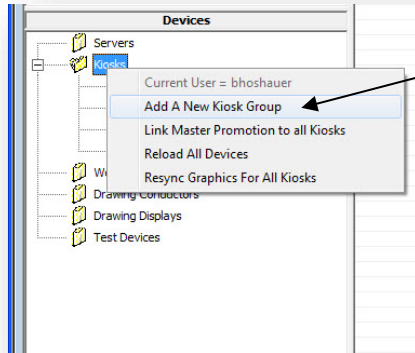 Devices
Servers
Kiosks
Current User = bhoshauer
Add A New Kiosk Group
Link Master Promotion to all Kiosks
Reload All Devices
Resync Graphics For All Kiosks
Drawing Conductors
Drawing Displays
Test Devices